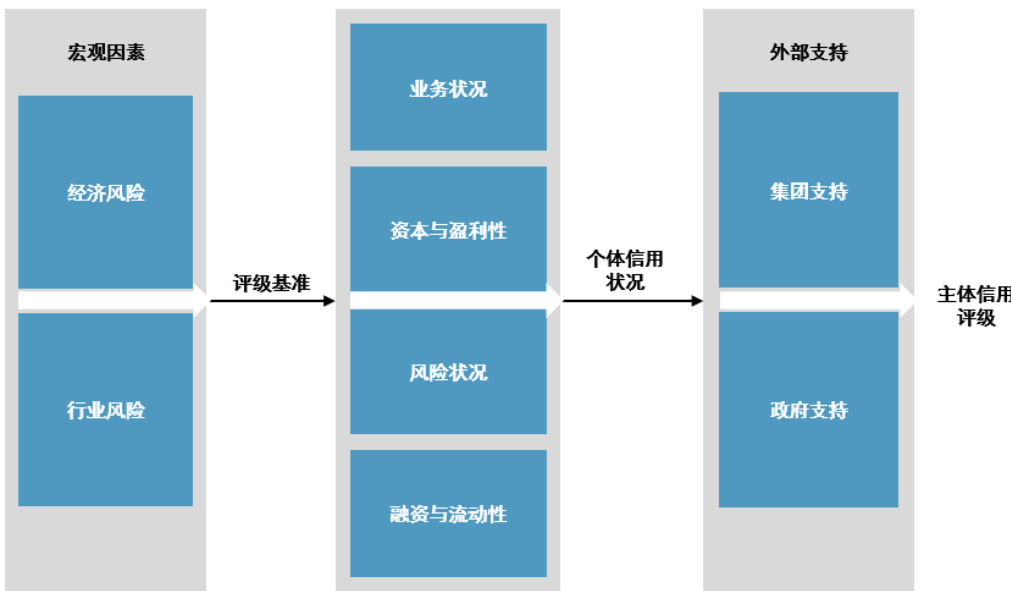 宏观因素
经济风险
行业风险
评级基准
业务状况
资本与盈利性
风险状况
融资与流动性
个体信用
状况
外部支持
集团支持
政府支持
主体信用
评级